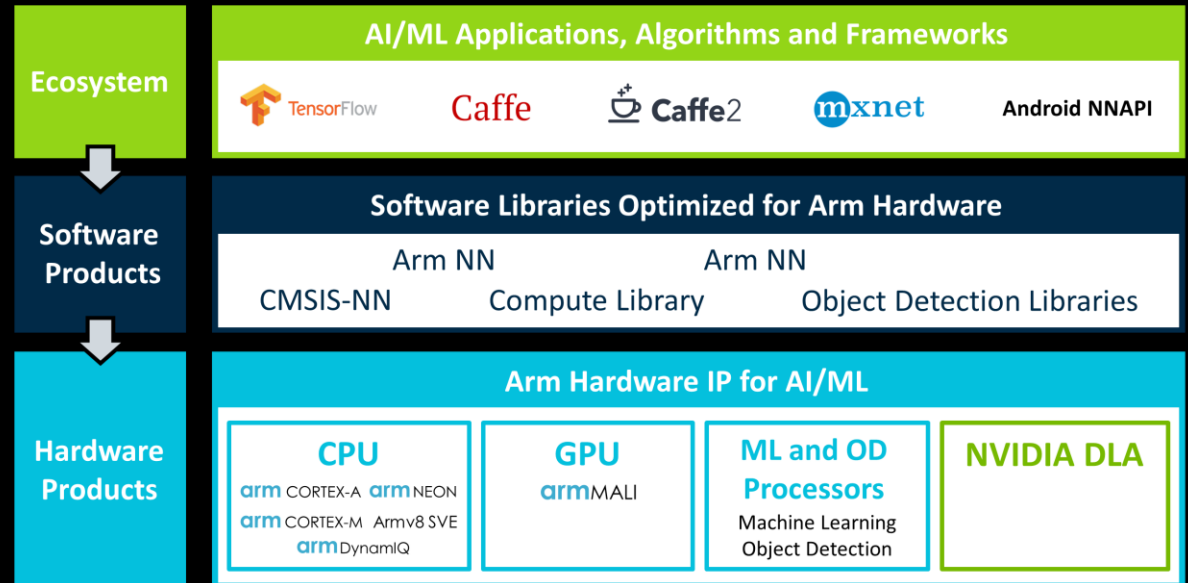 Ecosystem
AI/ML Applications, Algorithms and Frameworks
TensorFlow
Caffe
Caffe2
mxnet
Android NNAPI
Software
Products
Software Libraries Optimized for Arm Hardware
Arm NN
Arm NN
CMSIS-NN
Compute Library
Object Detection Libraries
Hardware
Products
Arm Hardware IP for AI/ML
CPU
arm CORTEX-A arm NEON
arm CORTEX-M Armv8 SVE
arm DynamIQ
GPU
arm MALI
ML and OD
Processors
Machine Learning
Object Detection
NVIDIA DLA